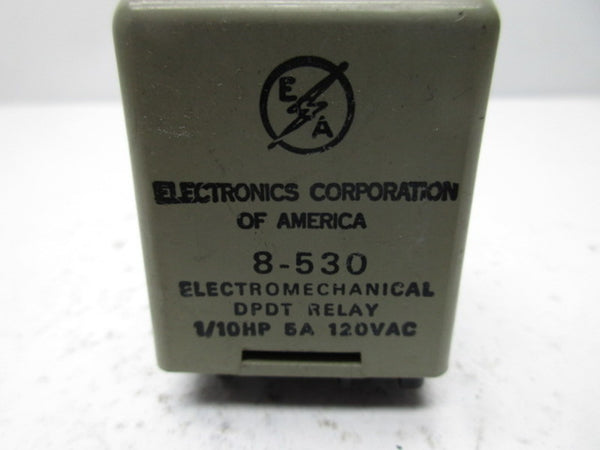 E A
ELECTRONICS CORPORATION
OF AMERICA
8-530
ELECTROMECHANICAL
DPDT RELAY
1/10HP 5A 120VAC